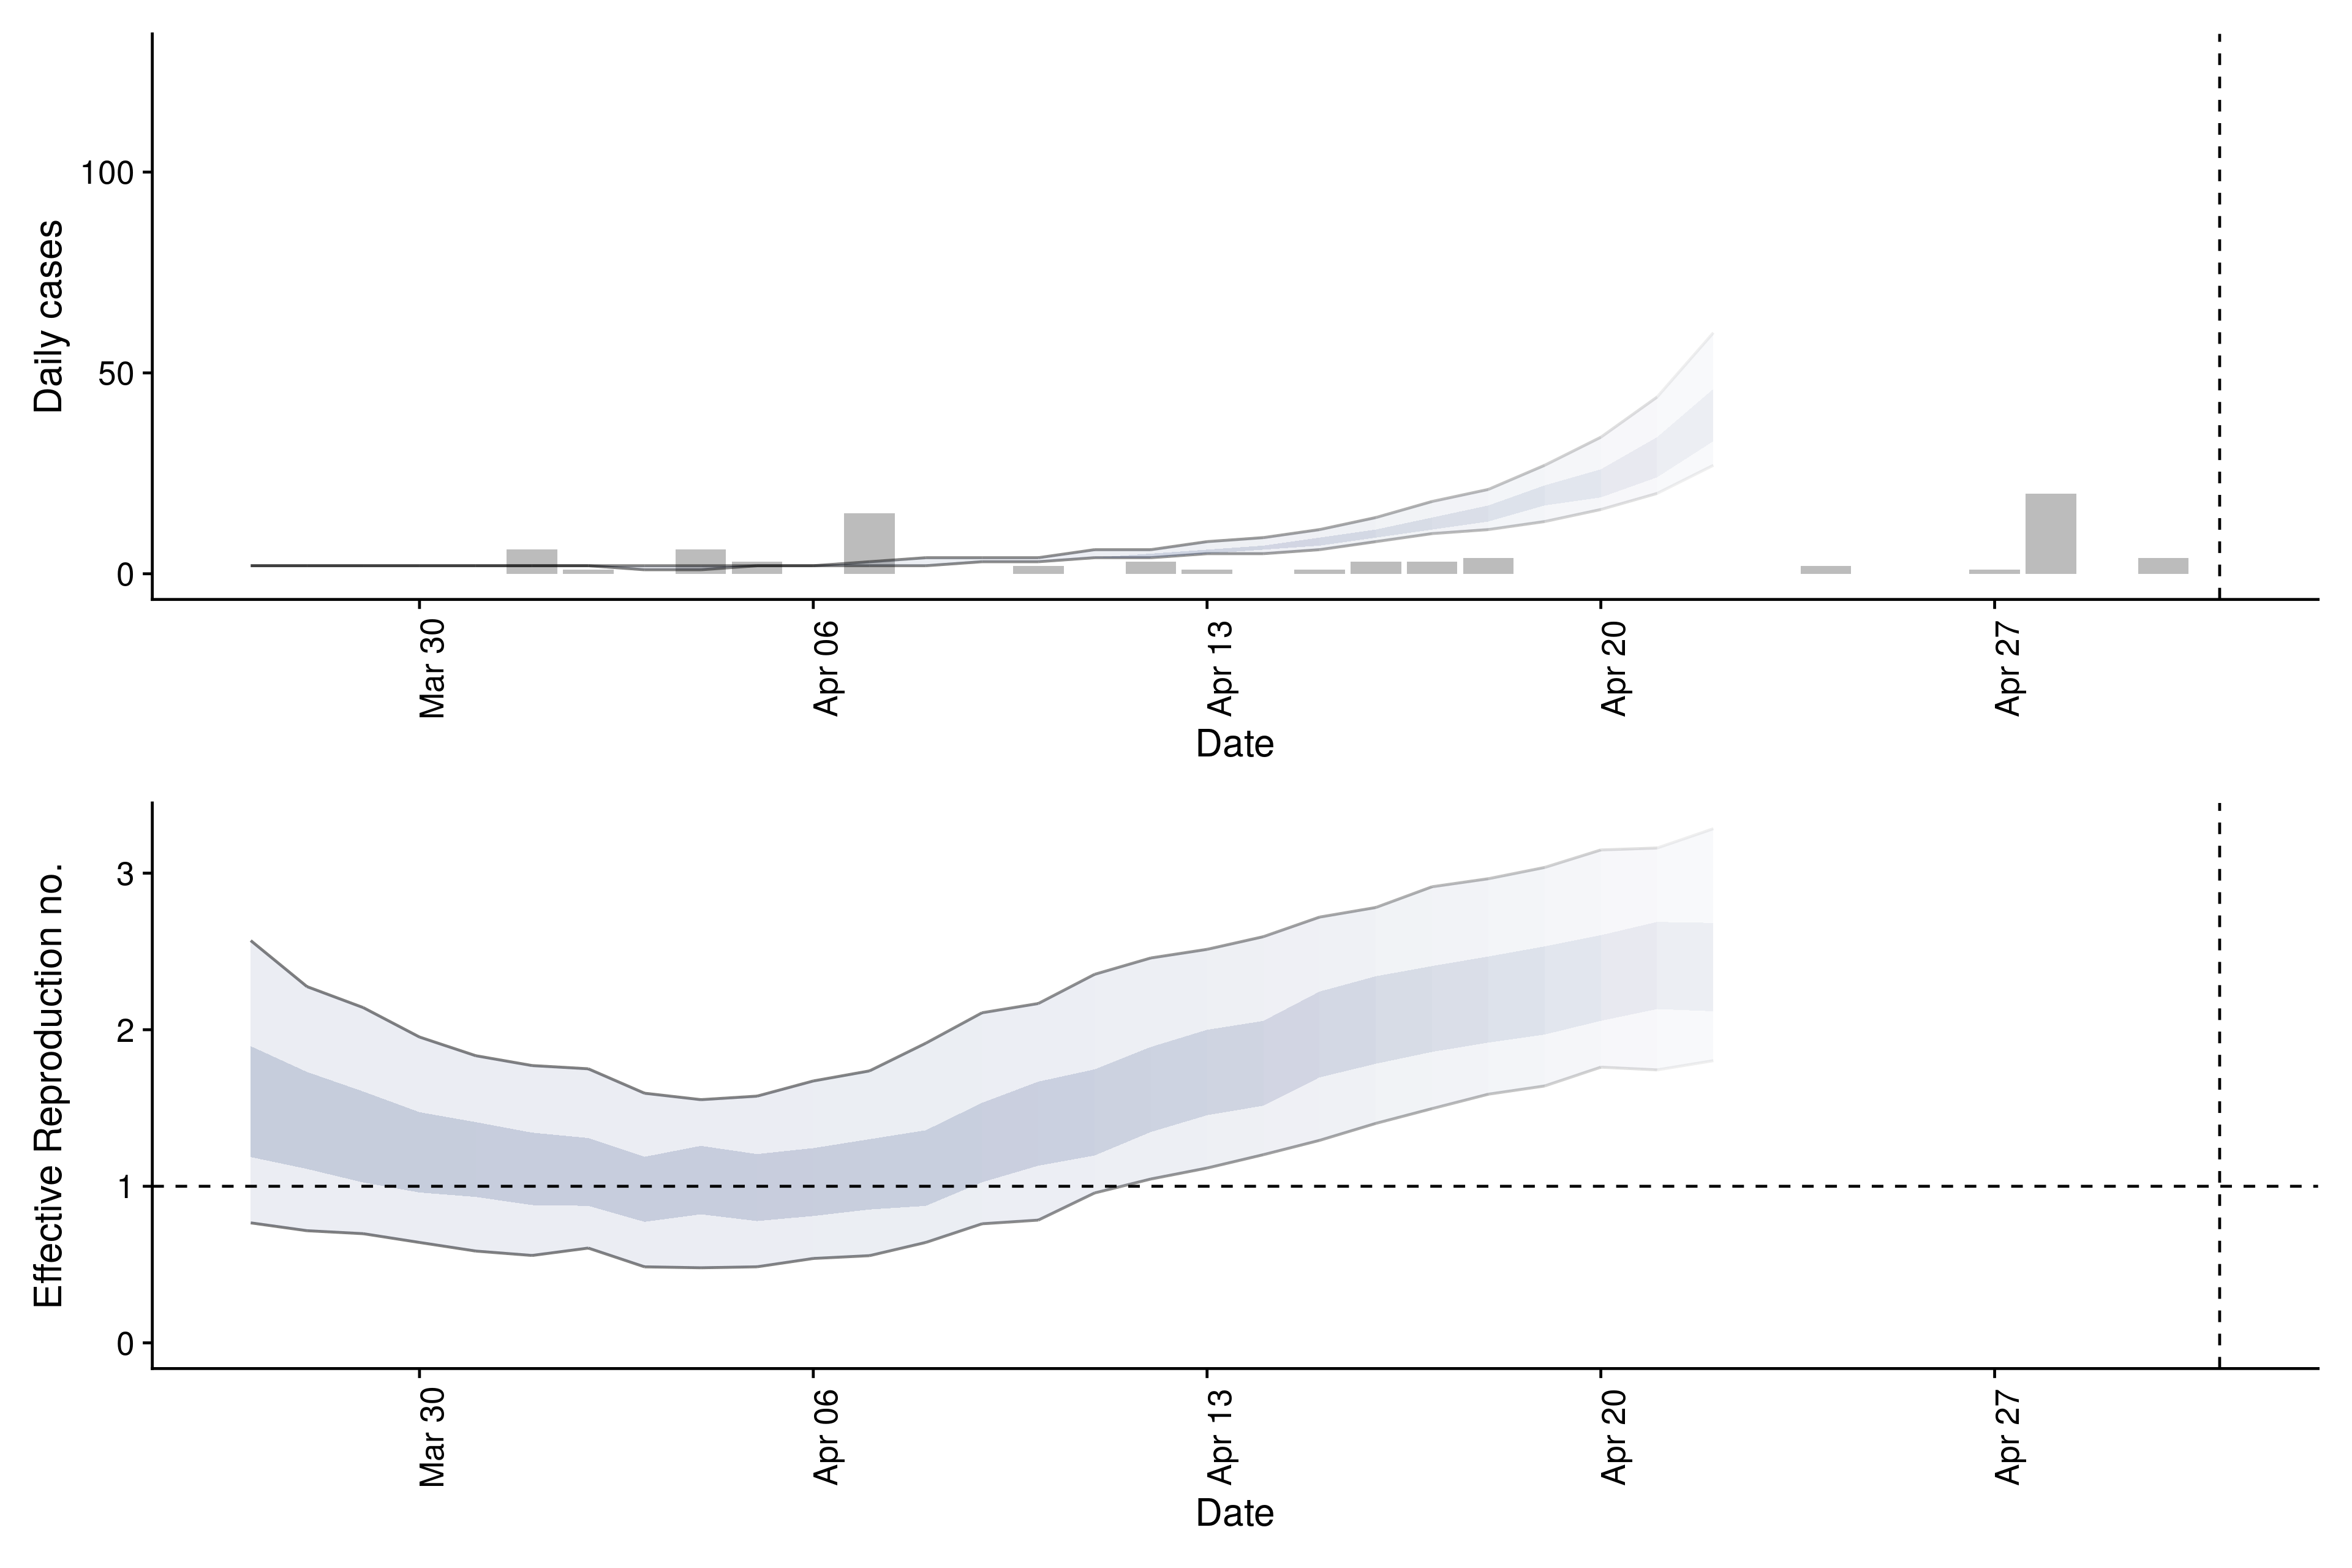 Daily cases
100
50
0
Mar 30
Apr 06
Apr 13
Apr 20
Apr 27
Date
Effective Reproduction no.
3
2
1
0
Mar 30
Apr 06
Apr 13
Apr 20
Apr 27
Date